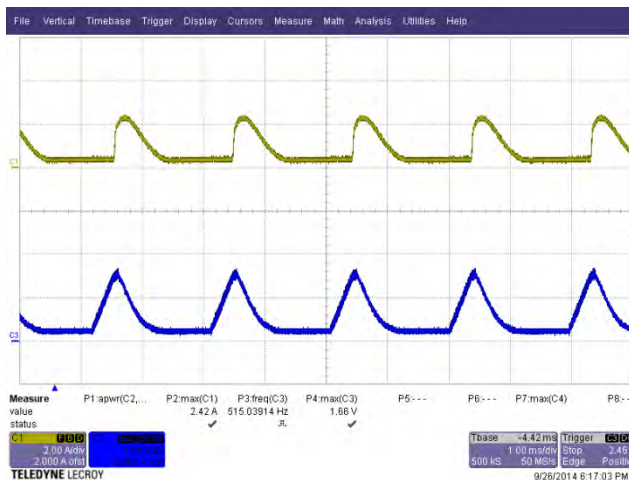 File Vertical Timebase Trigger Display Cursors Measure Math Analysis Utilities Help
C1
C3
Measure P1:apwr(C2,... P2:max(C1) P3:freq(C3) P4:max(C3) P5:- - - P6:- - - P7:max(C4) P8:- -
value 2.42 A 515.03914 Hz 1.66 V
status
C1 F B D Tbase -4.42 ms Trigger C3 D
2.00 A/div 1.00 ms/div Stop 2.46
2.000 A ofst 500 kS 50 MS/s Edge Positiv
TELEDYNE LECROY 9/26/2014 6:17:03 PM